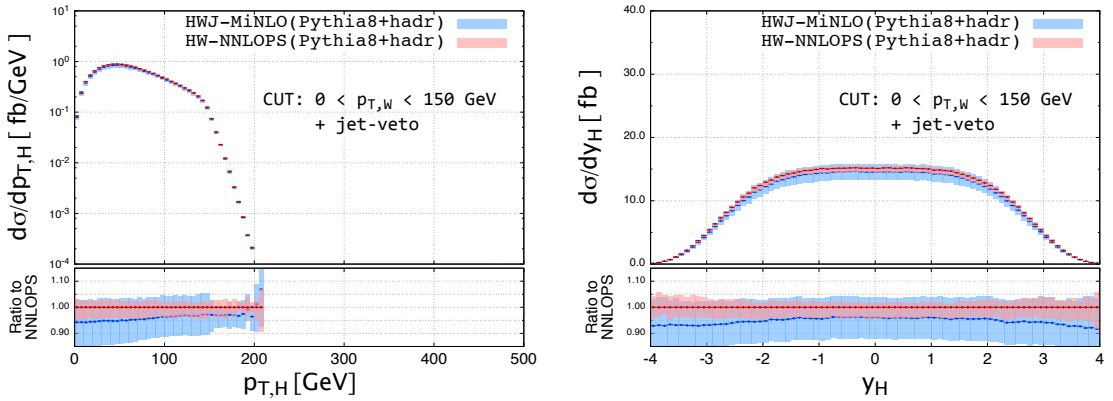 HWJ-MiNLO(Pythia8+hadr)
HW-NNLOPS(Pythia8+hadr)
CUT: 0 < p_{T,W} < 150 GeV
+ jet-veto
dσ/dp_{T,H} [ fb/GeV]
10^1
10^0
10^{-1}
10^{-2}
10^{-3}
10^{-4}
Ratio to
NNLOPS
1.10
1.00
0.90
0 100 200 300 400 500
p_{T,H} [GeV]
HWJ-MiNLO(Pythia8+hadr)
HW-NNLOPS(Pythia8+hadr)
CUT: 0 < p_{T,W} < 150 GeV
+ jet-veto
dσ/dy_H [ fb]
40.0
30.0
20.0
10.0
0.0
Ratio to
NNLOPS
1.10
1.00
0.90
-4 -3 -2 -1 0 1 2 3 4
y_H